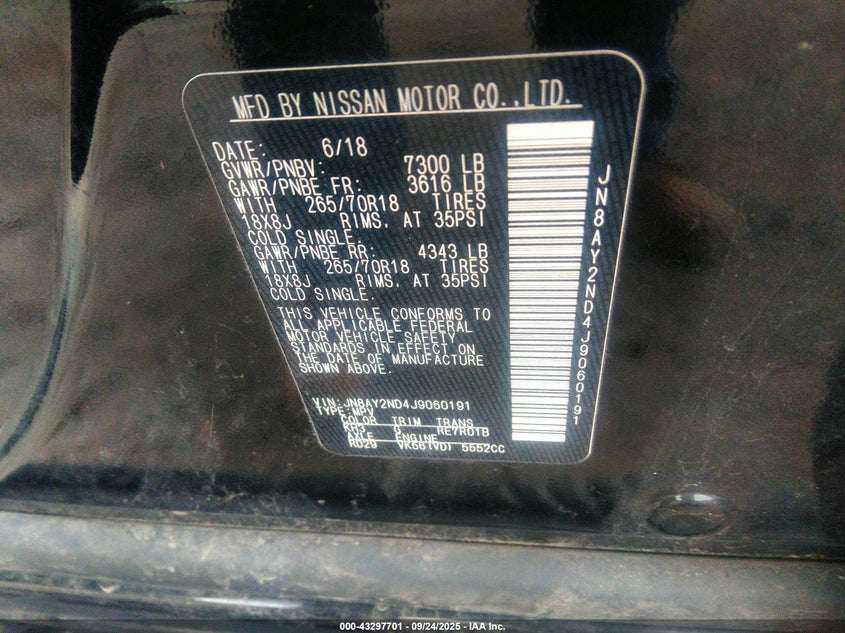 MFD BY NISSAN MOTOR CO.,LTD.
DATE: 6/18
GVWR/PNBV: 7300 LB
GAWR/PNBE FR: 3616 LB
WITH 265/70R18 TIRES
18X8J RIMS, AT 35PSI
COLD SINGLE.
GAWR/PNBE RR: 4343 LB
WITH 265/70R18 TIRES
18X8J RIMS, AT 35PSI
COLD SINGLE.
THIS VEHICLE CONFORMS TO
ALL APPLICABLE FEDERAL
MOTOR VEHICLE SAFETY
STANDARDS IN EFFECT ON
THE DATE OF MANUFACTURE
SHOWN ABOVE.
VIN:JN8AY2ND4J9060191
TYPE:MPV
COLOR TRIM TRANS
KH3 G RE7R01B
AXLE ENGINE
RD29 VK56(VD) 5552CC
JN8AY2ND4J9060191
000-43297701 - 09/24/2025 - IAA Inc.